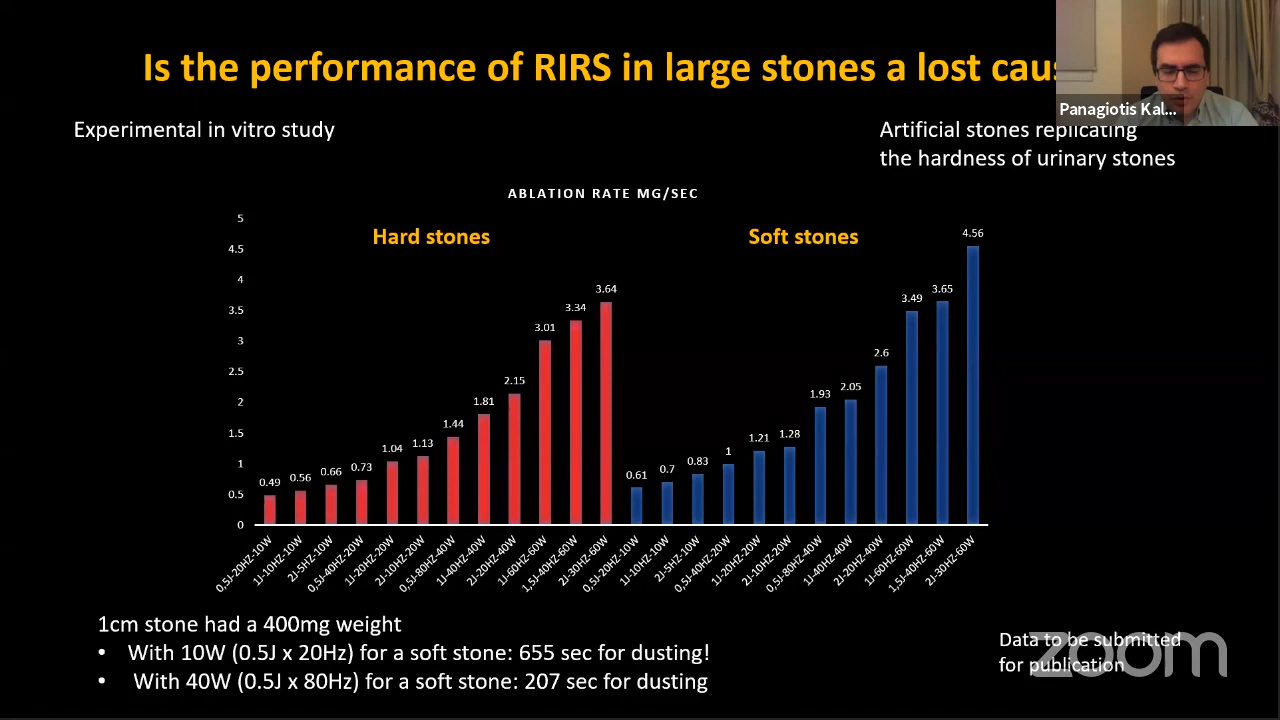 Is the performance of RIRS in large stones a lost cau
Panagiotis Kal...
Experimental in vitro study
Artificial stones replicating
the hardness of urinary stones
ABLATION RATE MG/SEC
Hard stones
Soft stones
5
4.5
4
3.5
3
2.5
2
1.5
1
0.5
0
0.49
0.56
0.66
0.73
1.04
1.13
1.44
1.81
2.15
3.01
3.34
3.64
0.61
0.7
0.83
1
1.21
1.28
1.93
2.05
2.6
3.49
3.65
4.56
0,5J-20HZ-10W
1J-10HZ-10W
2J-5HZ-10W
0,5J-40HZ-20W
1J-20HZ-20W
2J-10HZ-20W
0,5J-80HZ-40W
1J-40HZ-40W
2J-20HZ-40W
1J-60HZ-60W
1,5J-40HZ-60W
2J-30HZ-60W
0,5J-20HZ-10W
1J-10HZ-10W
2J-5HZ-10W
0,5J-40HZ-20W
1J-20HZ-20W
2J-10HZ-20W
0,5J-80HZ-40W
1J-40HZ-40W
2J-20HZ-40W
1J-60HZ-60W
1,5J-40HZ-60W
2J-30HZ-60W
1cm stone had a 400mg weight
• With 10W (0.5J x 20Hz) for a soft stone: 655 sec for dusting!
• With 40W (0.5J x 80Hz) for a soft stone: 207 sec for dusting
Data to be submitted
for publication
zoom